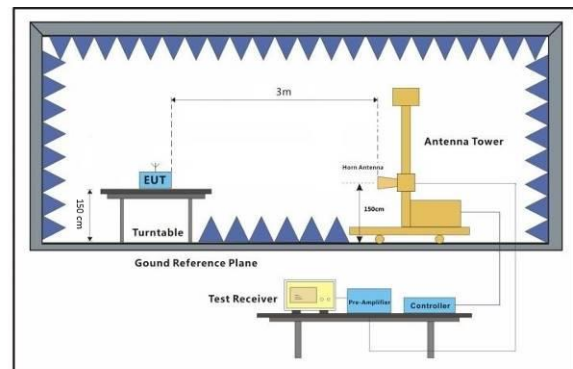 3m
Antenna Tower
Horn Antenna
EUT
150 cm
150cm
Turntable
Gound Reference Plane
Test Receiver
Pre-Amplifier
Controller